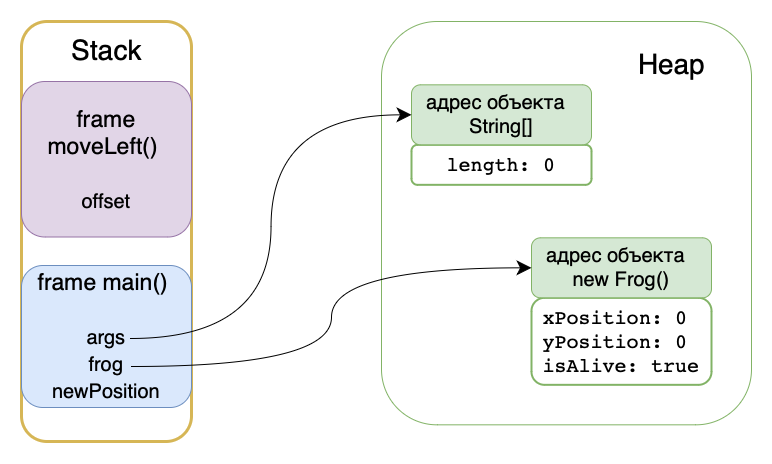 Stack
frame
moveLeft()
offset
frame main()
args
frog
newPosition
Heap
адрес объекта
String[]
length: 0
адрес объекта
new Frog()
xPosition: 0
yPosition: 0
isAlive: true